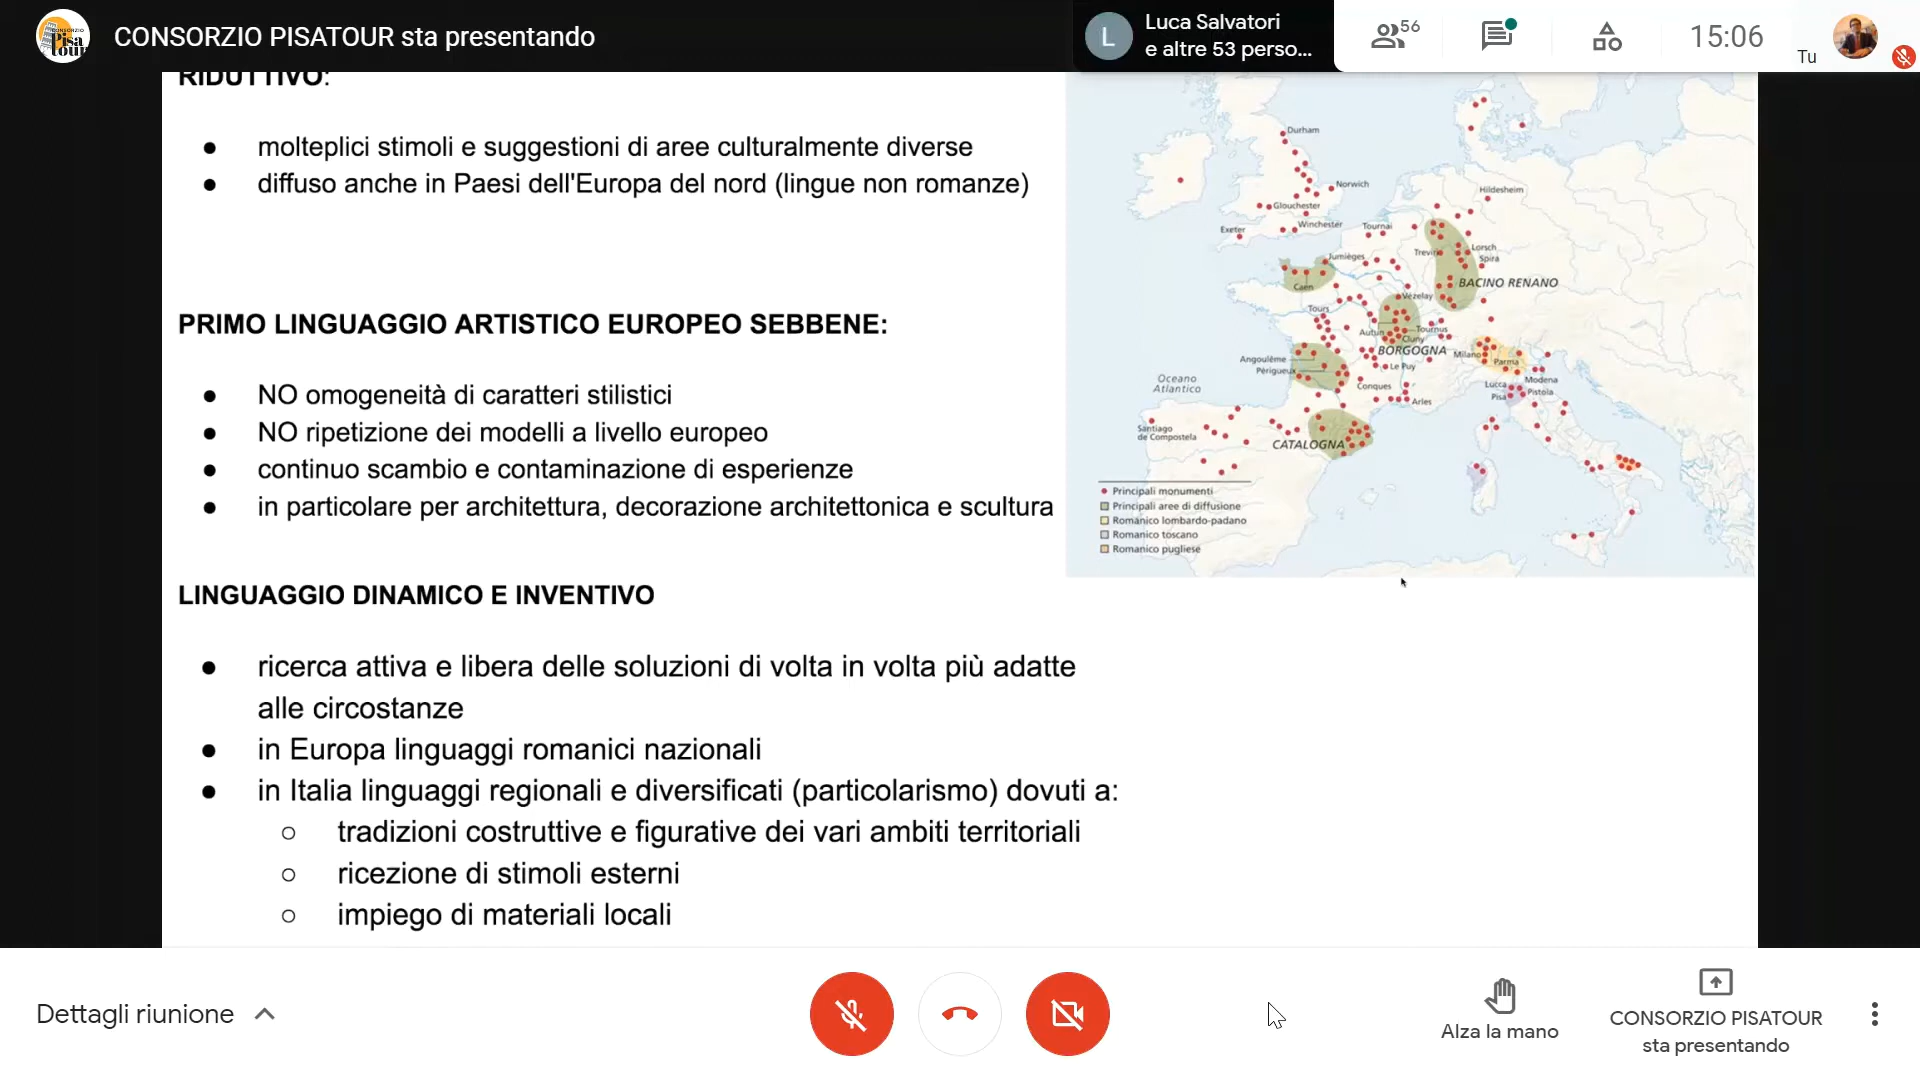 CONSORZIO PISATOUR sta presentando
L
Luca Salvatori
e altre 53 perso...
56
15:06
Tu
CONSORZIO
Pisa
tour
RIDUTTIVO:
● molteplici stimoli e suggestioni di aree culturalmente diverse
● diffuso anche in Paesi dell'Europa del nord (lingue non romanze)
PRIMO LINGUAGGIO ARTISTICO EUROPEO SEBBENE:
● NO omogeneità di caratteri stilistici
● NO ripetizione dei modelli a livello europeo
● continuo scambio e contaminazione di esperienze
● in particolare per architettura, decorazione architettonica e scultura
LINGUAGGIO DINAMICO E INVENTIVO
● ricerca attiva e libera delle soluzioni di volta in volta più adatte
alle circostanze
● in Europa linguaggi romanici nazionali
● in Italia linguaggi regionali e diversificati (particolarismo) dovuti a:
○ tradizioni costruttive e figurative dei vari ambiti territoriali
○ ricezione di stimoli esterni
○ impiego di materiali locali
Durham
Norwich
Glouchester
Winchester
Exeter
Hildesheim
Tournai
Lorsch
Treviri
Spira
Jumièges
BACINO RENANO
Caen
Vézelay
Tours
Autun
Tournus
Cluny
BORGOGNA
Milano
Parma
Angoulême
Périgueux
Le Puy
Modena
Oceano
Atlantico
Conques
Lucca
Pistoia
Pisa
Arles
Santiago
de Compostela
CATALOGNA
Principali monumenti
Principali aree di diffusione
Romanico lombardo-padano
Romanico toscano
Romanico pugliese
Dettagli riunione
Alza la mano
CONSORZIO PISATOUR
sta presentando